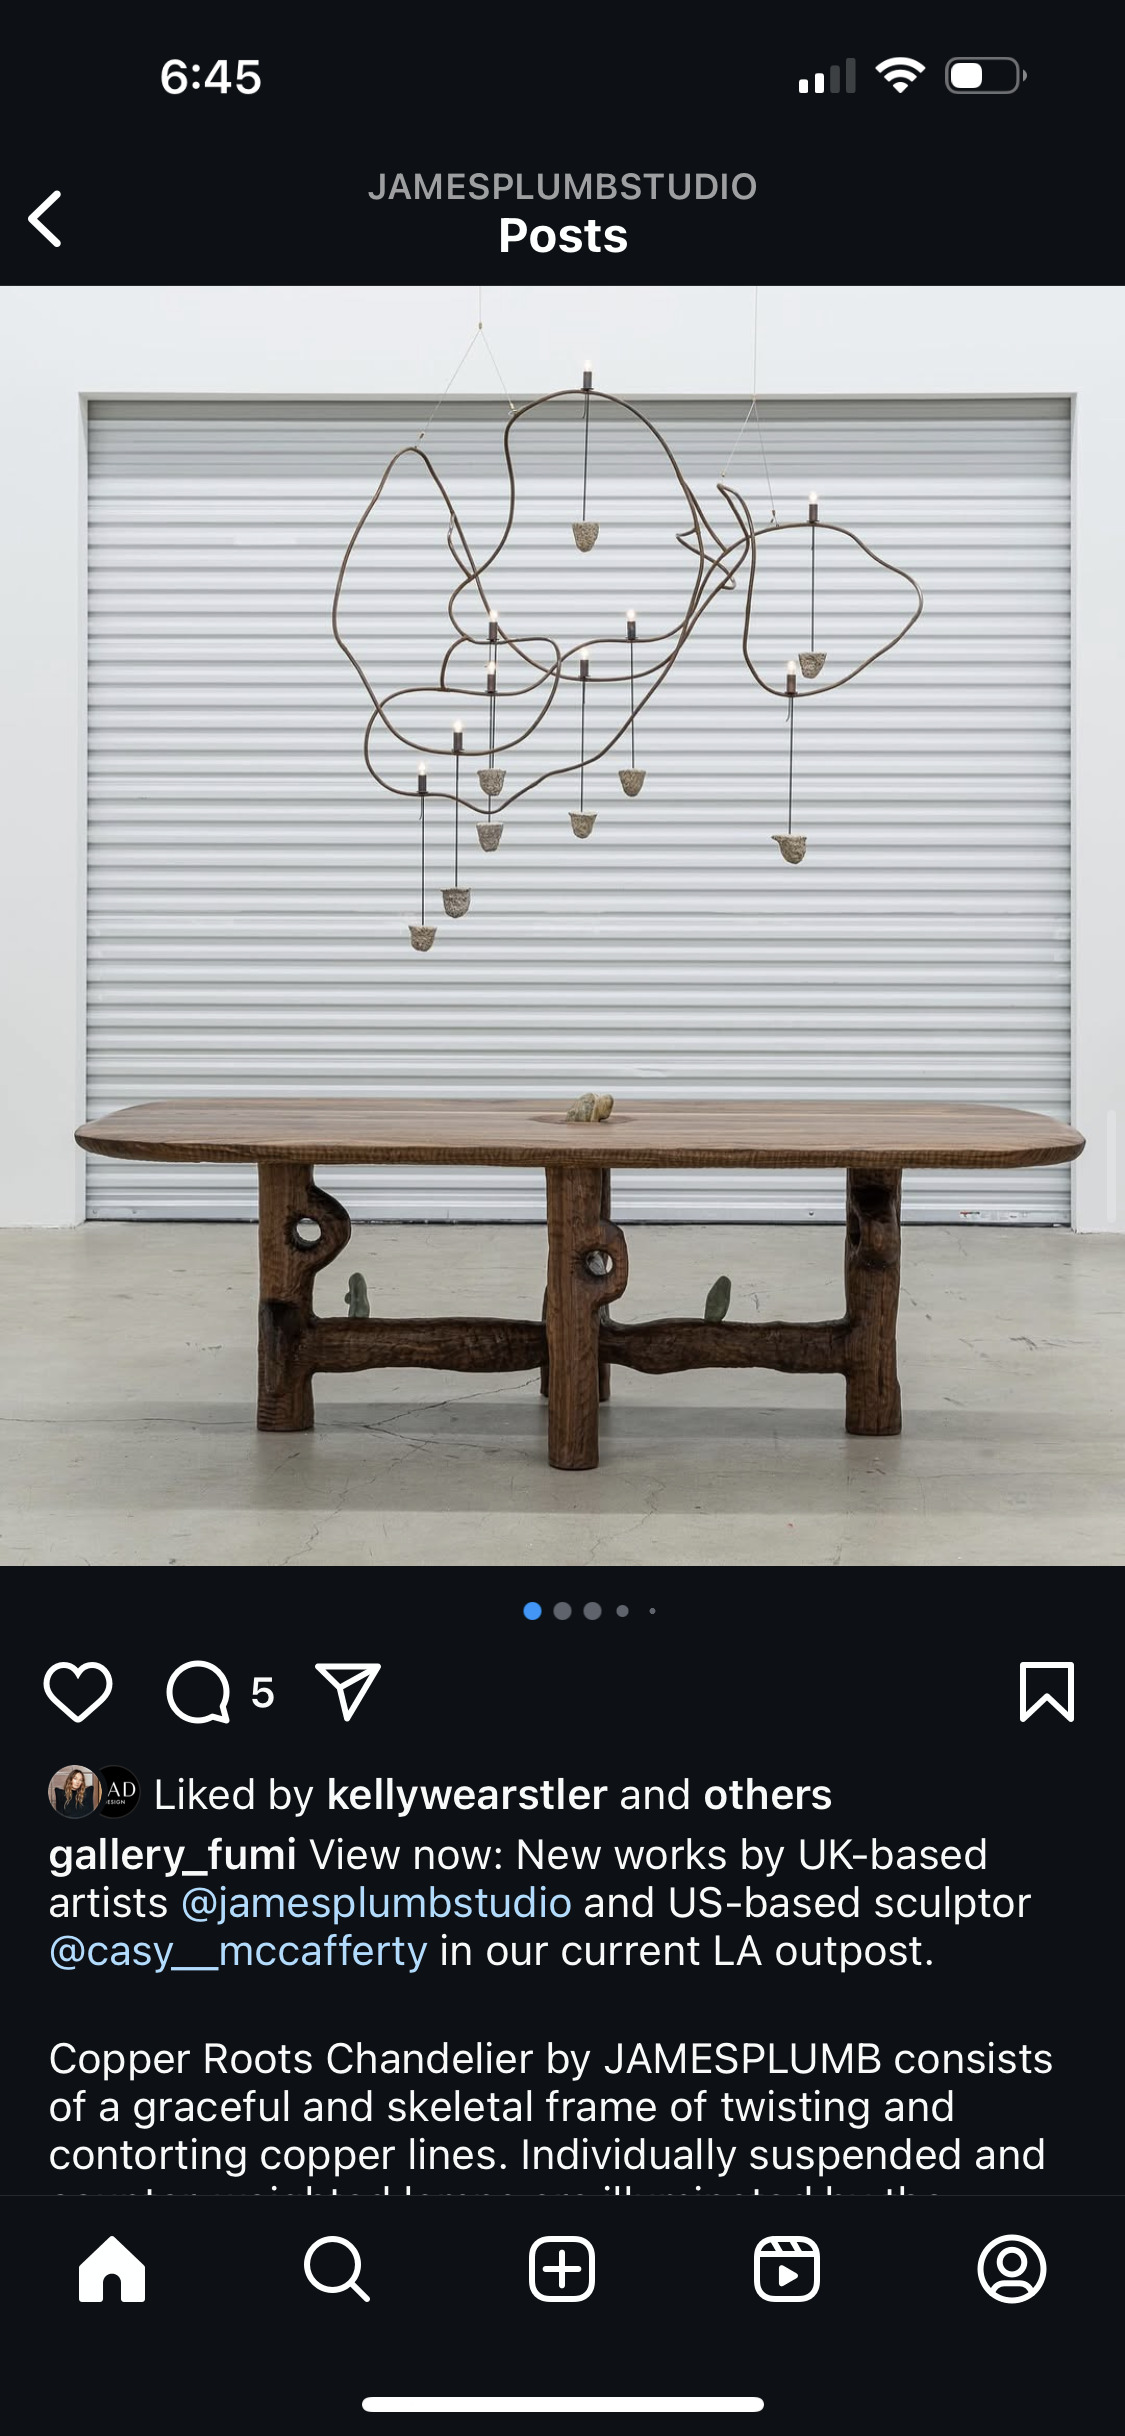 6:45
JAMESPLUMBSTUDIO
Posts
5
AD
Liked by kellywearstler and others
gallery_fumi View now: New works by UK-based
artists @jamesplumbstudio and US-based sculptor
@casy__mccafferty in our current LA outpost.
Copper Roots Chandelier by JAMESPLUMB consists
of a graceful and skeletal frame of twisting and
contorting copper lines. Individually suspended and